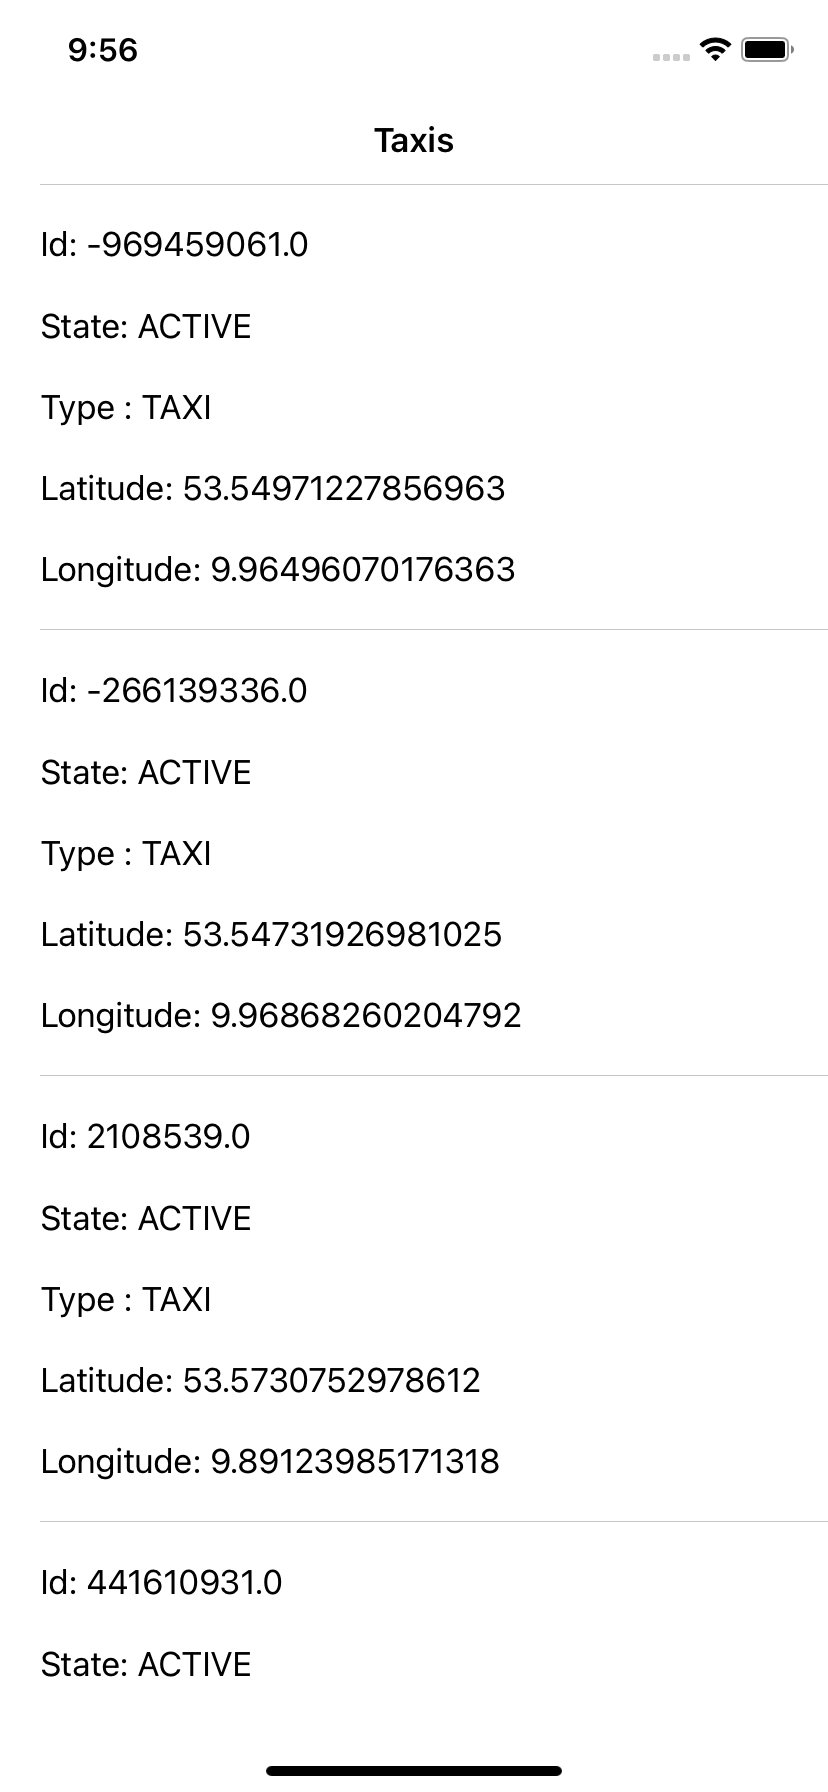 9:56
Taxis
Id: -969459061.0
State: ACTIVE
Type : TAXI
Latitude: 53.54971227856963
Longitude: 9.96496070176363
Id: -266139336.0
State: ACTIVE
Type : TAXI
Latitude: 53.54731926981025
Longitude: 9.96868260204792
Id: 2108539.0
State: ACTIVE
Type : TAXI
Latitude: 53.5730752978612
Longitude: 9.89123985171318
Id: 441610931.0
State: ACTIVE